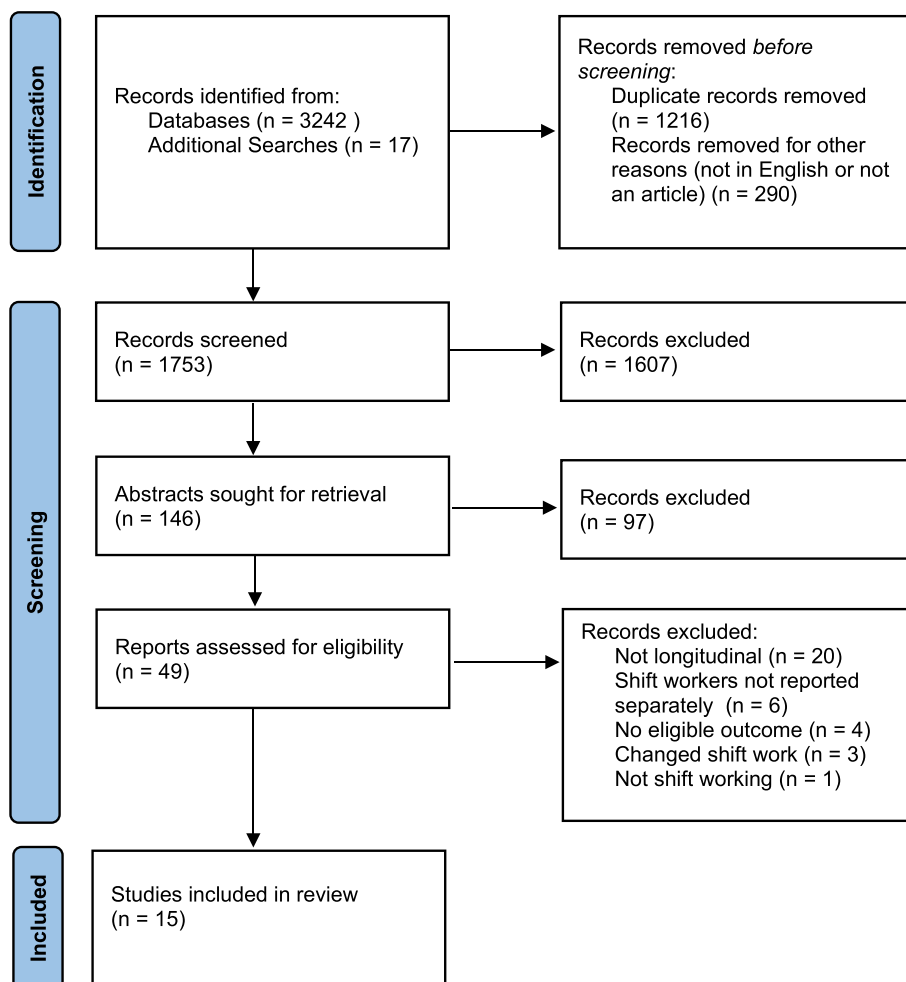 Identification
Records identified from:
Databases (n = 3242 )
Additional Searches (n = 17)
Records removed before
screening:
Duplicate records removed
(n = 1216)
Records removed for other
reasons (not in English or not
an article) (n = 290)
Screening
Records screened
(n = 1753)
Records excluded
(n = 1607)
Abstracts sought for retrieval
(n = 146)
Records excluded
(n = 97)
Reports assessed for eligibility
(n = 49)
Records excluded:
Not longitudinal (n = 20)
Shift workers not reported
separately  (n = 6)
No eligible outcome (n = 4)
Changed shift work (n = 3)
Not shift working (n = 1)
Included
Studies included in review
(n = 15)